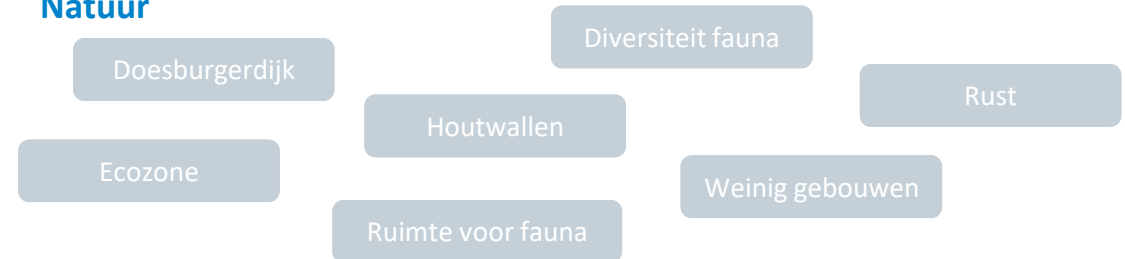 Natuur
Diversiteit fauna
Doesburgerdijk
Rust
Houtwallen
Ecozone
Weinig gebouwen
Ruimte voor fauna